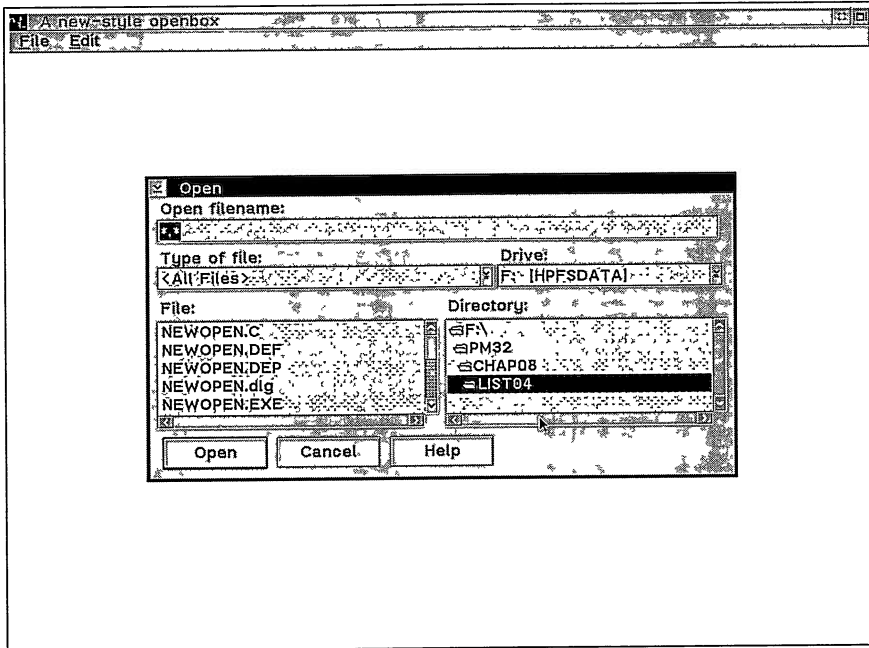 A new-style openbox
File Edit
Open
Open filename:
*.*
Type of file: Drive:
<All Files> F: [HPFSDATA]
File: Directory:
NEWOPEN.C
NEWOPEN.DEF
NEWOPEN.DEP
NEWOPEN.dlg
NEWOPEN.EXE
F:\
PM32
CHAP08
LIST04
Open Cancel Help